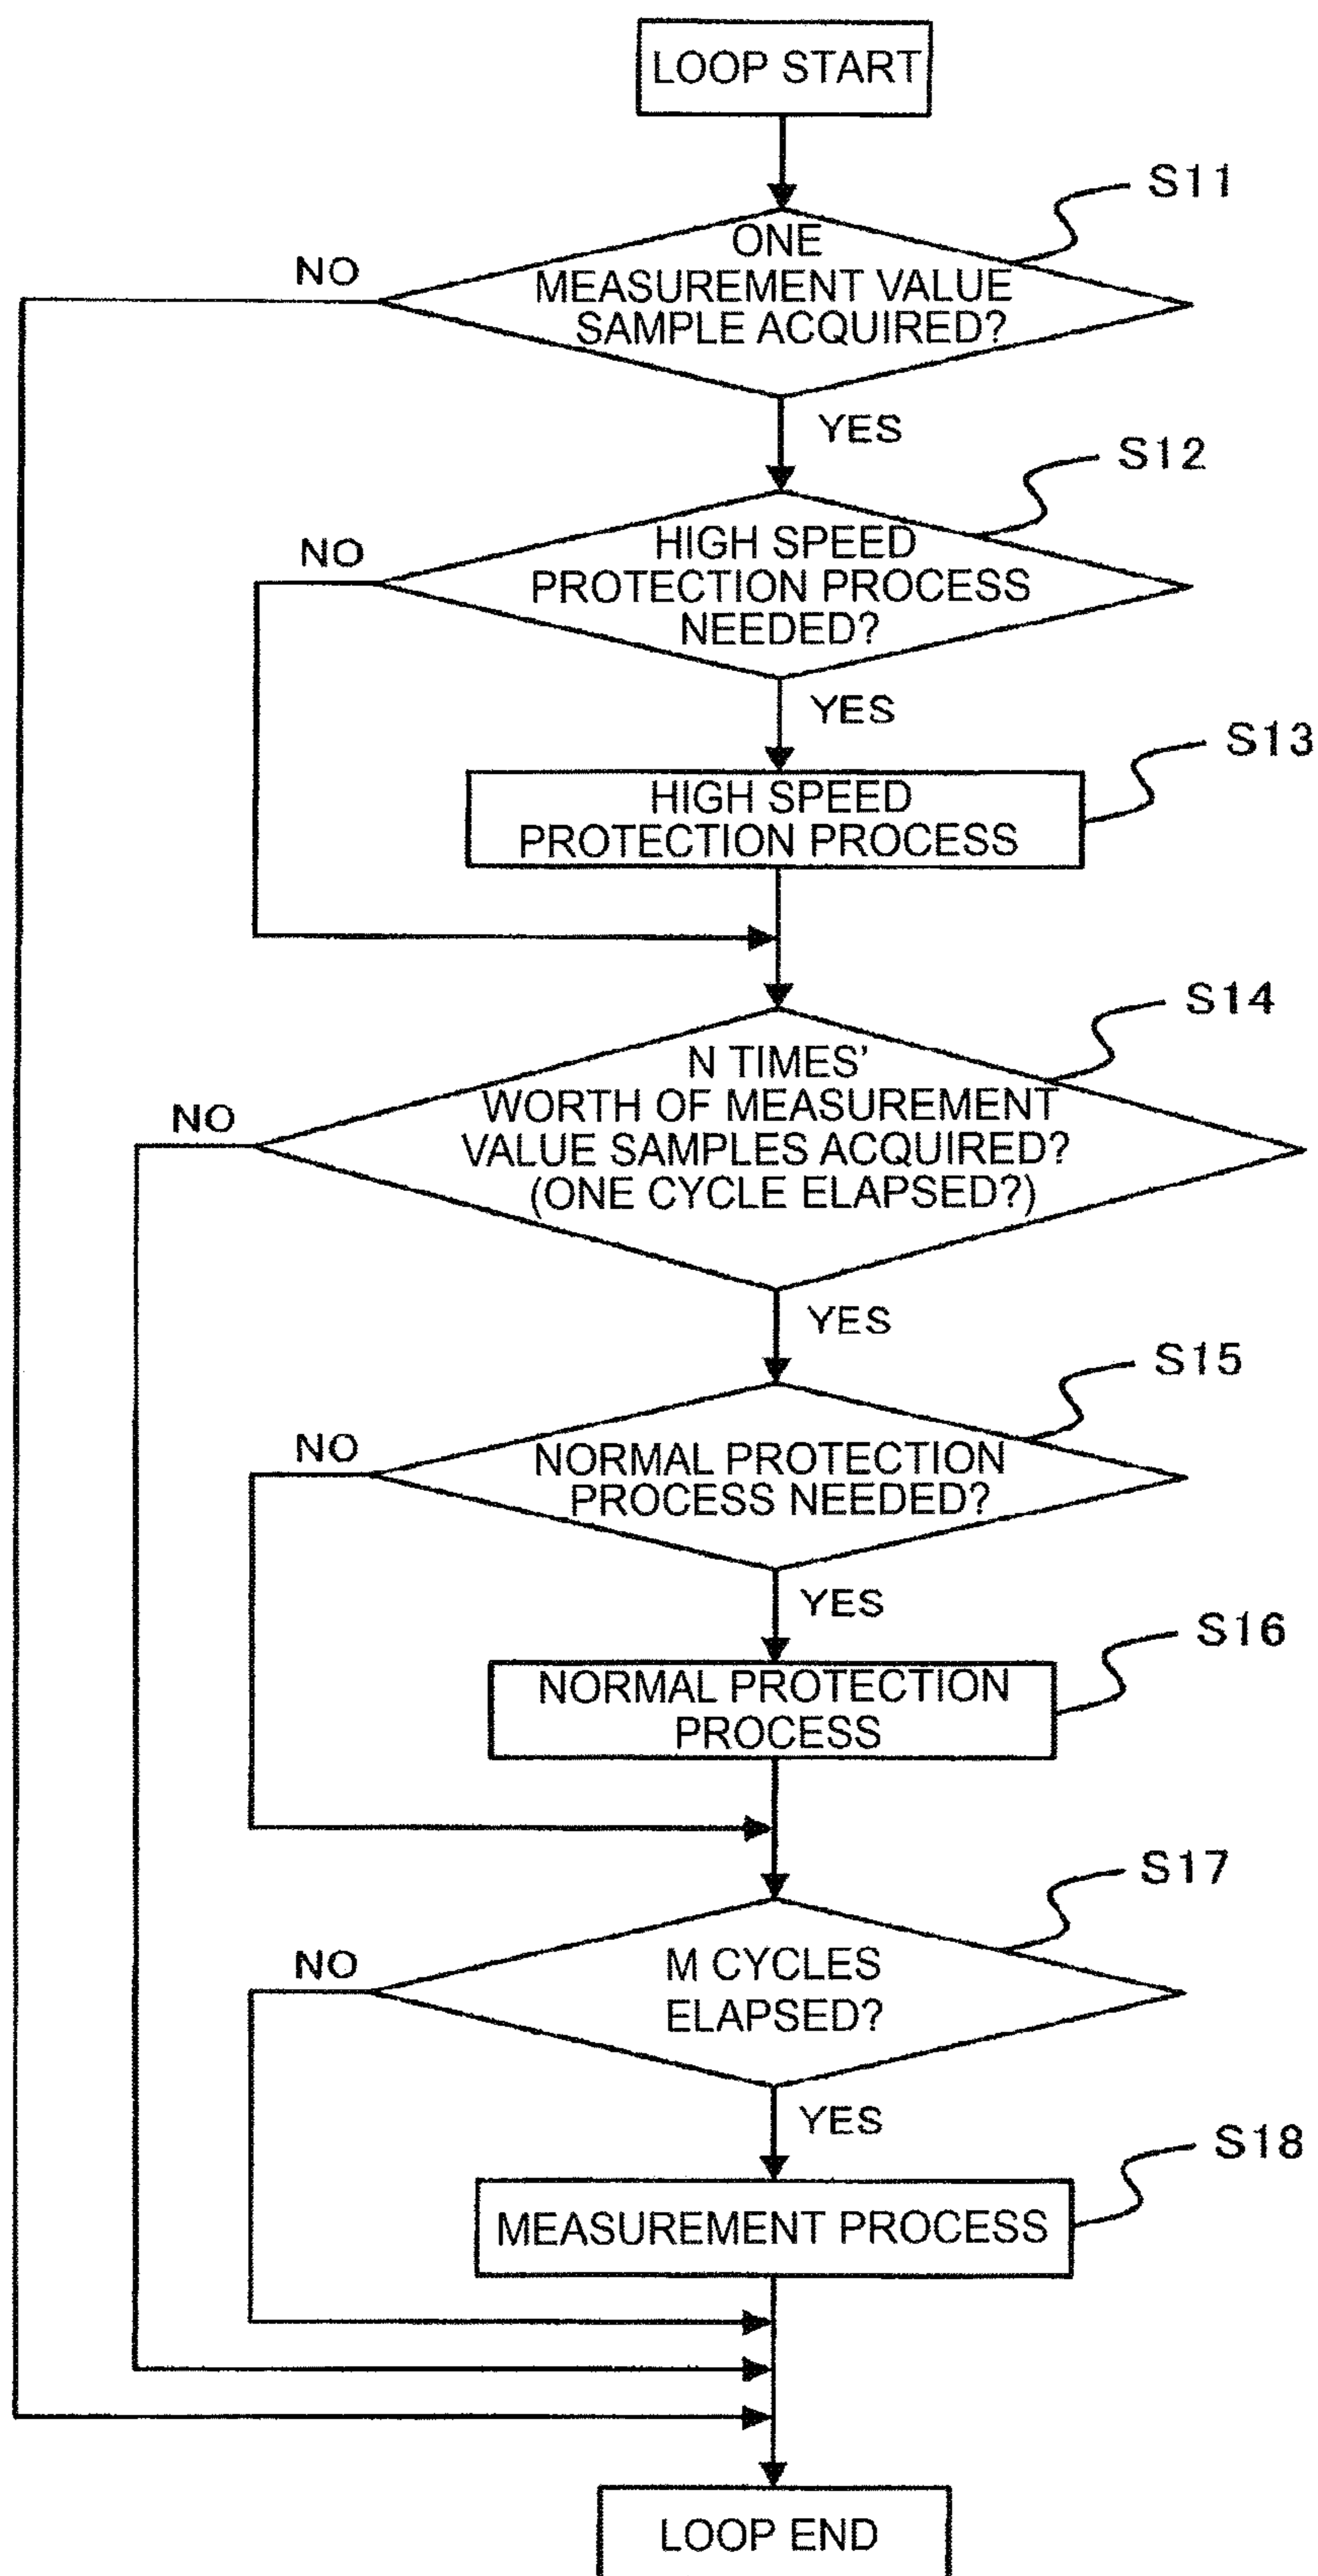 LOOP START
S11
ONE
MEASUREMENT VALUE
SAMPLE ACQUIRED?
NO
YES
S12
HIGH SPEED
PROTECTION PROCESS
NEEDED?
NO
YES
S13
HIGH SPEED
PROTECTION PROCESS
S14
N TIMES’
WORTH OF MEASUREMENT
VALUE SAMPLES ACQUIRED?
(ONE CYCLE ELAPSED?)
NO
YES
S15
NORMAL PROTECTION
PROCESS NEEDED?
NO
YES
S16
NORMAL PROTECTION
PROCESS
S17
M CYCLES
ELAPSED?
NO
YES
S18
MEASUREMENT PROCESS
LOOP END